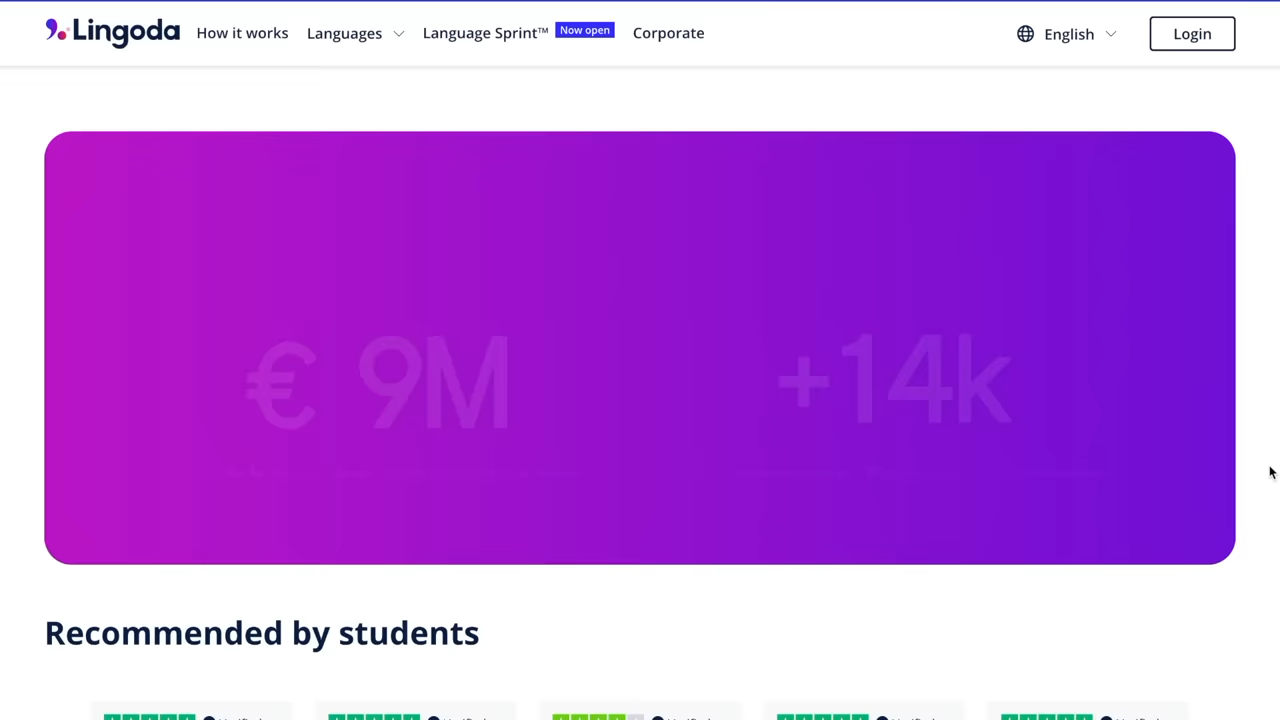 Lingoda How it works Languages Language Sprint™ Now open Corporate English Login
€ 9M +14k
Recommended by students